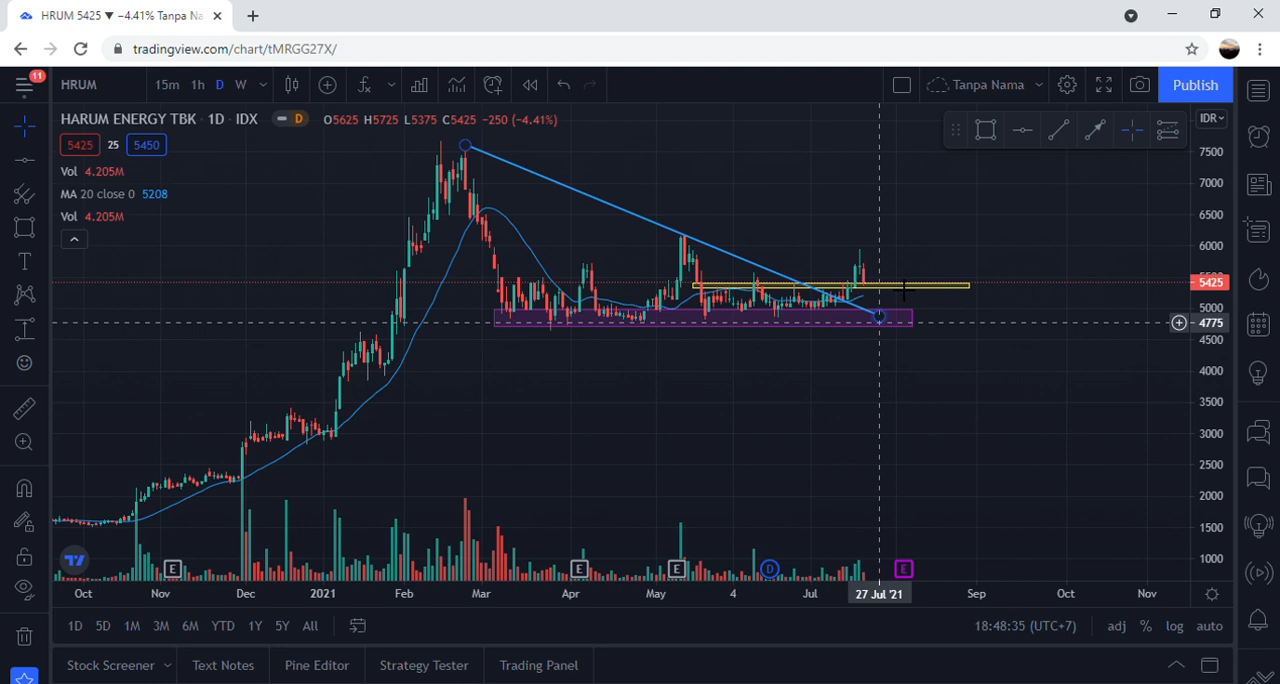 HRUM 5425 ▼ −4.41% Tanpa Na
tradingview.com/chart/tMRGG27X/
11
HRUM 15m 1h D W Tanpa Nama Publish
HARUM ENERGY TBK · 1D · IDX D O5625 H5725 L5375 C5425 −250 (−4.41%) IDR
5425 25 5450
Vol 4.205M
MA 20 close 0 5208
Vol 4.205M
7500
7000
6500
6000
5425
5000
4775
4500
4000
3500
3000
2500
2000
1500
1000
E E E D E
Oct Nov Dec 2021 Feb Mar Apr May 4 Jul 27 Jul '21 Sep Oct Nov
1D 5D 1M 3M 6M YTD 1Y 5Y All 18:48:35 (UTC+7) adj % log auto
Stock Screener Text Notes Pine Editor Strategy Tester Trading Panel